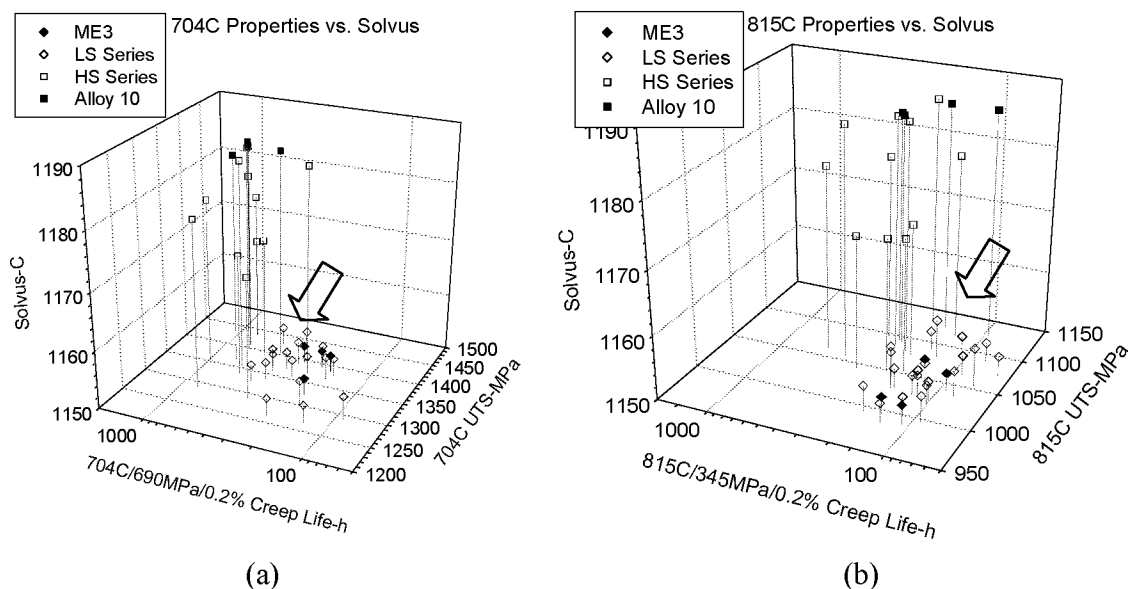 704C Properties vs. Solvus
ME3
LS Series
HS Series
Alloy 10
1190
1180
1170
1160
1150
Solvus-C
1000
100
704C/690MPa/0.2% Creep Life-h
1500
1450
1400
1350
1300
1250
1200
704C UTS-MPa
(a)
815C Properties vs. Solvus
ME3
LS Series
HS Series
Alloy 10
1190
1180
1170
1160
1150
Solvus-C
1000
100
815C/345MPa/0.2% Creep Life-h
1150
1100
1050
1000
950
815C UTS-MPa
(b)